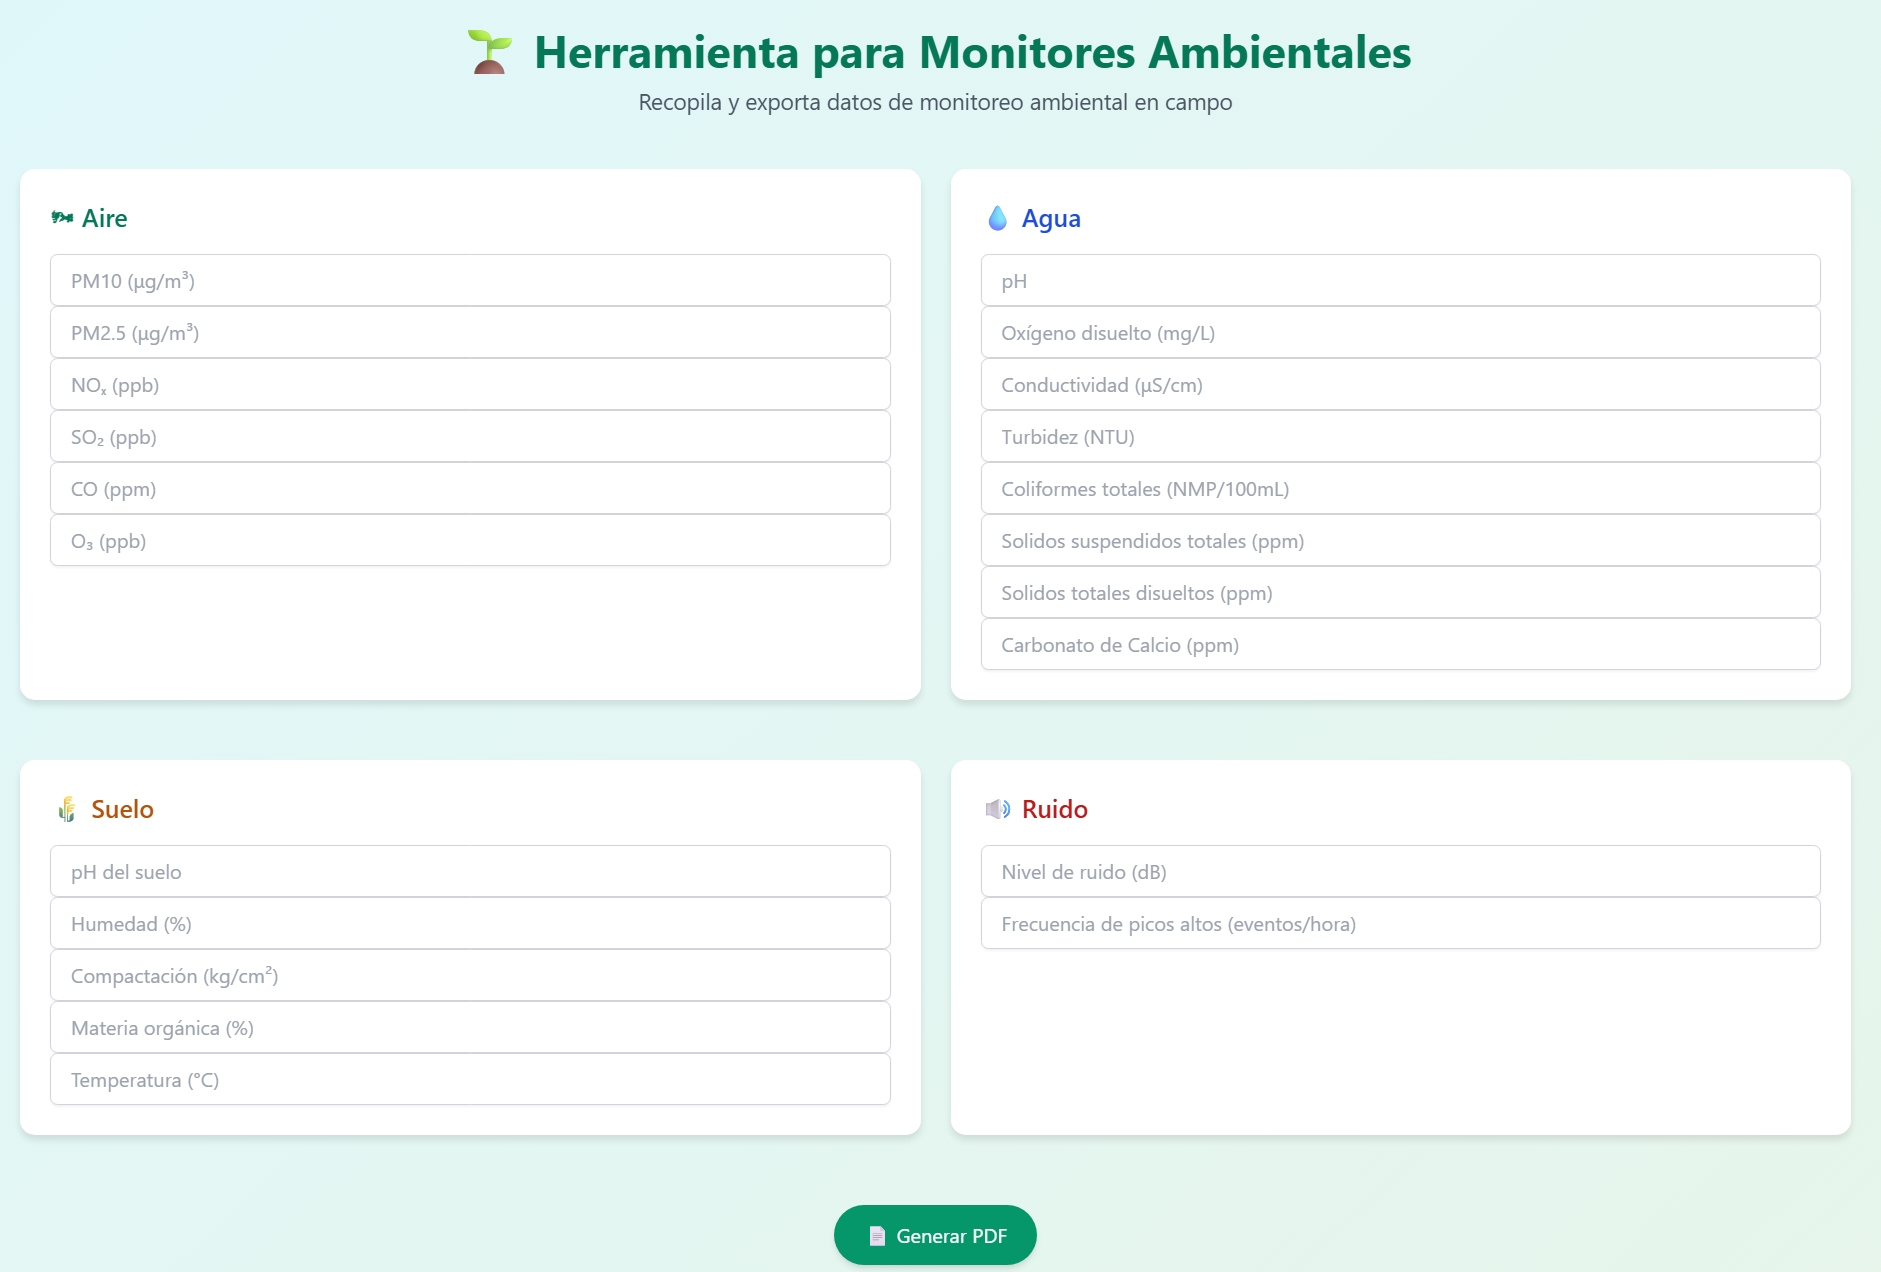 Herramienta para Monitores Ambientales
Recopila y exporta datos de monitoreo ambiental en campo
Aire
PM10 (µg/m³)
PM2.5 (µg/m³)
NOₓ (ppb)
SO₂ (ppb)
CO (ppm)
O₃ (ppb)
Agua
pH
Oxígeno disuelto (mg/L)
Conductividad (µS/cm)
Turbidez (NTU)
Coliformes totales (NMP/100mL)
Solidos suspendidos totales (ppm)
Solidos totales disueltos (ppm)
Carbonato de Calcio (ppm)
Suelo
pH del suelo
Humedad (%)
Compactación (kg/cm²)
Materia orgánica (%)
Temperatura (°C)
Ruido
Nivel de ruido (dB)
Frecuencia de picos altos (eventos/hora)
Generar PDF